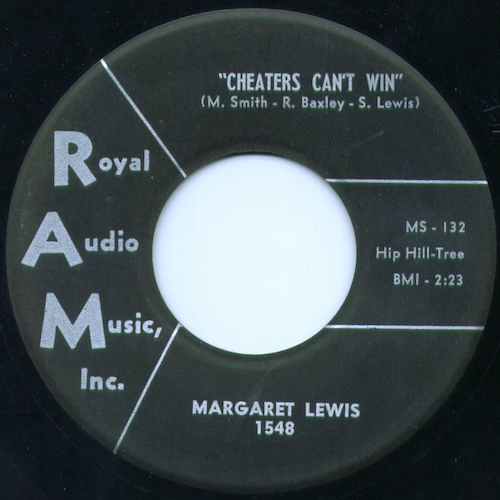 "CHEATERS CAN'T WIN"
(M. Smith - R. Baxley - S. Lewis)
Royal
Audio
Music,
Inc.
MS - 132
Hip Hill-Tree
BMI - 2:23
MARGARET LEWIS
1548